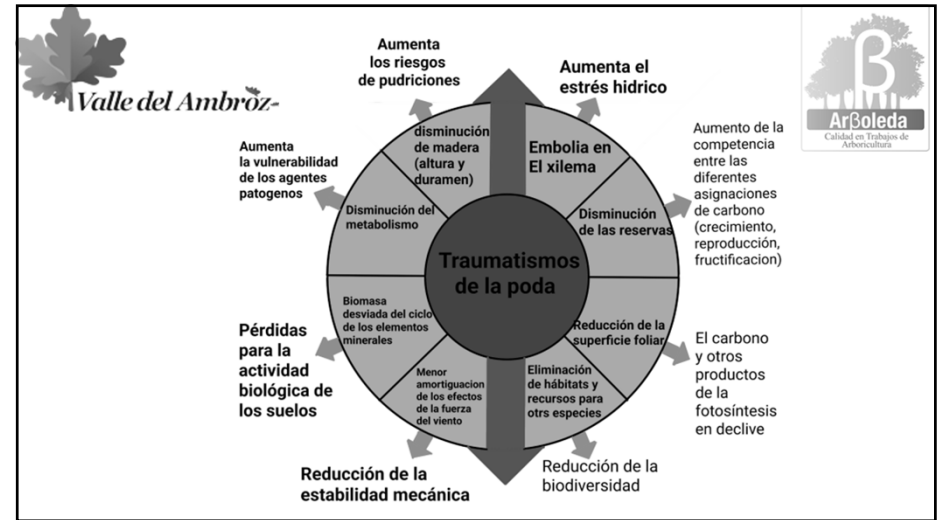 Valle del Ambroz
Arβoleda
Calidad en Trabajos de
Arboricultura
Traumatismos
de la poda
Aumenta
los riesgos
de pudriciones
disminución
de madera
(altura y
duramen)
Aumenta el
estrés hidrico
Embolia en
El xilema
Aumento de la
competencia
entre las
diferentes
asignaciones
de carbono
(crecimiento,
reproducción,
fructificacion)
Disminución
de las reservas
El carbono
y otros
productos
de la
fotosíntesis
en declive
Reducción de la
superficie foliar
Reducción de la
biodiversidad
Eliminación
de hábitats y
recursos para
otrs especies
Reducción de la
estabilidad mecánica
Menor
amortiguacion
de los efectos
de la fuerza
del viento
Pérdidas
para la
actividad
biológica de
los suelos
Biomasa
desviada del ciclo
de los elementos
minerales
Aumenta
la vulnerabilidad
de los agentes
patogenos
Disminución del
metabolismo